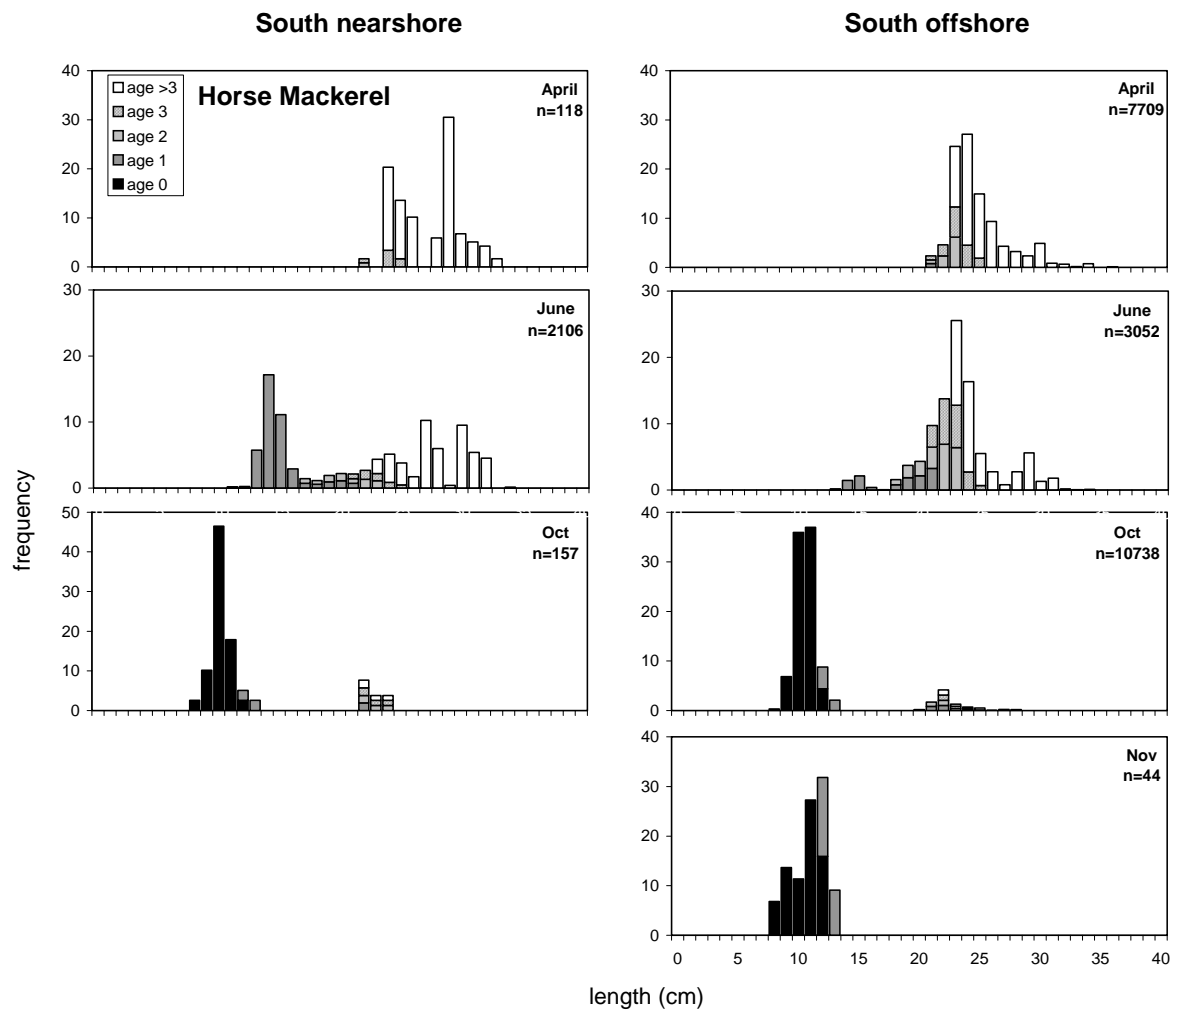 South nearshore
South offshore
40
30
20
10
0
age >3
age 3
age 2
age 1
age 0
Horse Mackerel
April
n=118
40
30
20
10
0
April
n=7709
30
20
10
0
June
n=2106
30
20
10
0
June
n=3052
frequency
50
40
30
20
10
0
Oct
n=157
40
30
20
10
0
Oct
n=10738
40
30
20
10
0
Nov
n=44
0 5 10 15 20 25 30 35 40
length (cm)